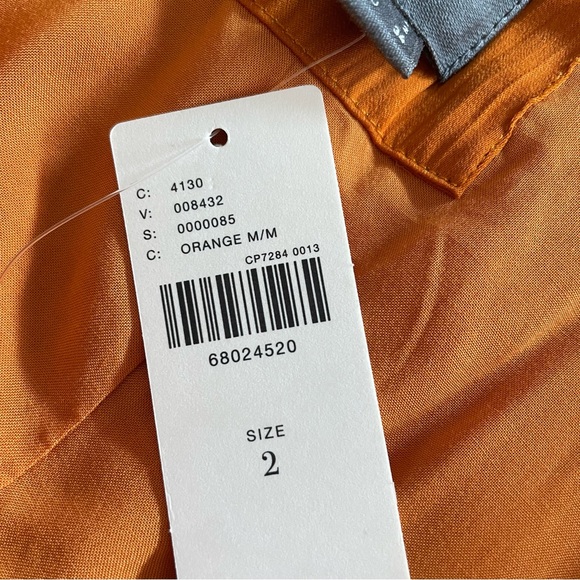 C: 4130
V: 008432
S: 0000085
C: ORANGE M/M
CP7284 0013
68024520
SIZE
2